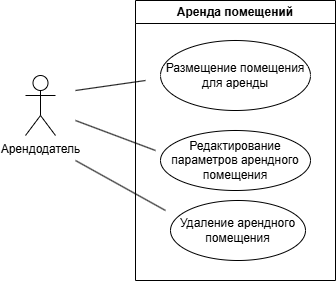 Аренда помещений
Размещение помещения
для аренды
Арендодатель
Редактирование
параметров арендного
помещения
Удаление арендного
помещения